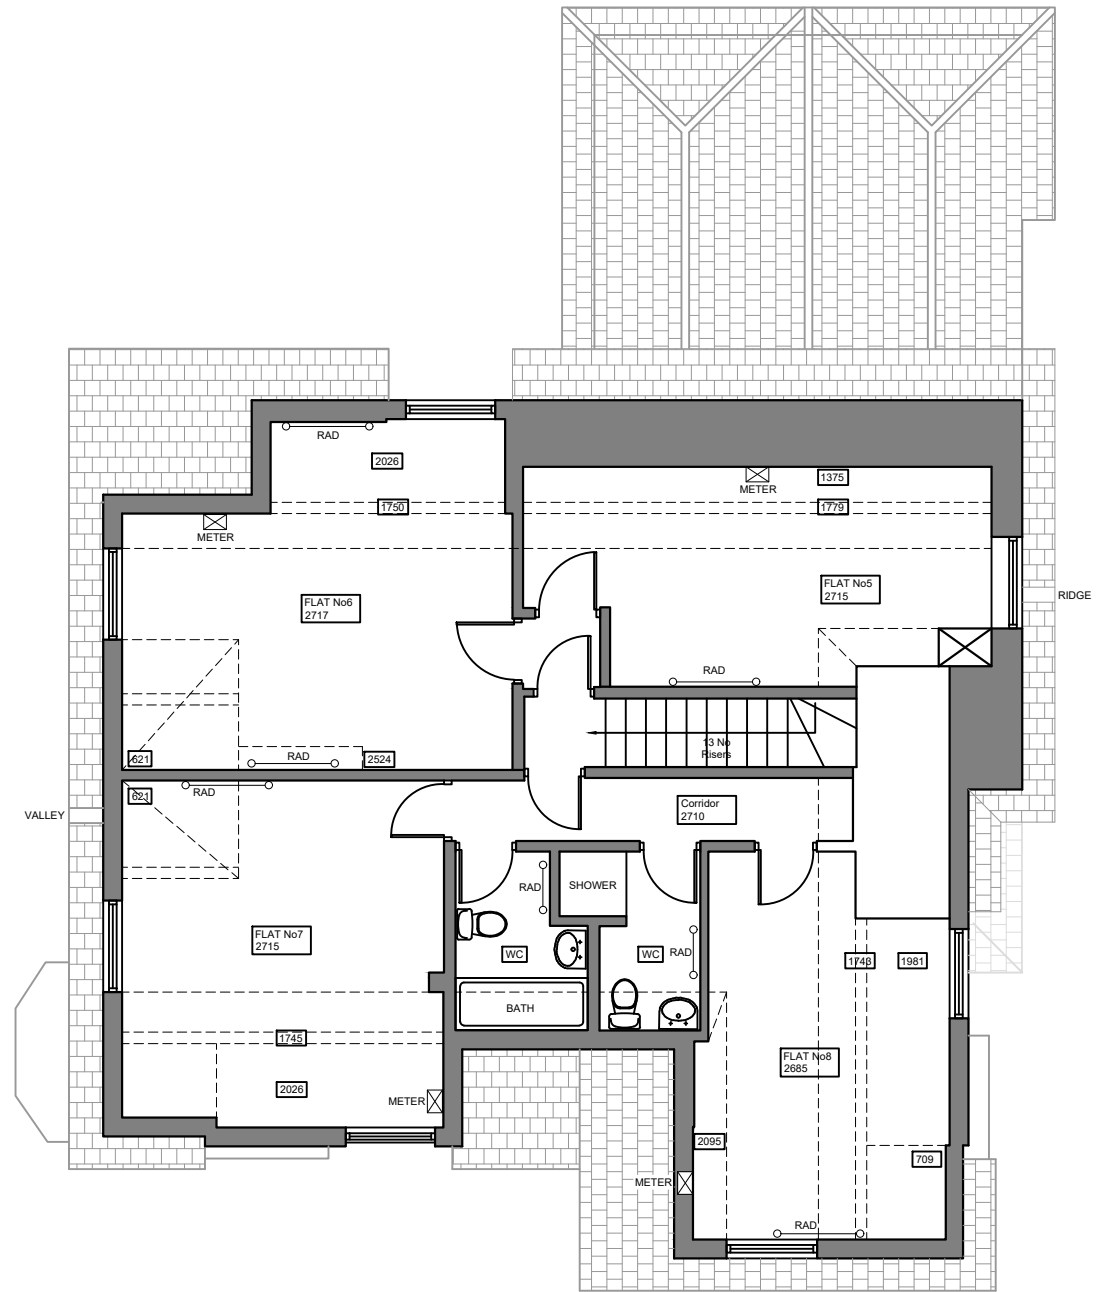 RAD
2026
1750
METER
1375
1779
METER
FLAT No6
2717
FLAT No5
2715
RIDGE
RAD
13 No
Risers
621
RAD
2524
621
RAD
VALLEY
Corridor
2710
RAD
SHOWER
FLAT No7
2715
WC
WC
RAD
1743
1981
BATH
1745
2026
METER
FLAT No8
2685
2095
709
METER
RAD